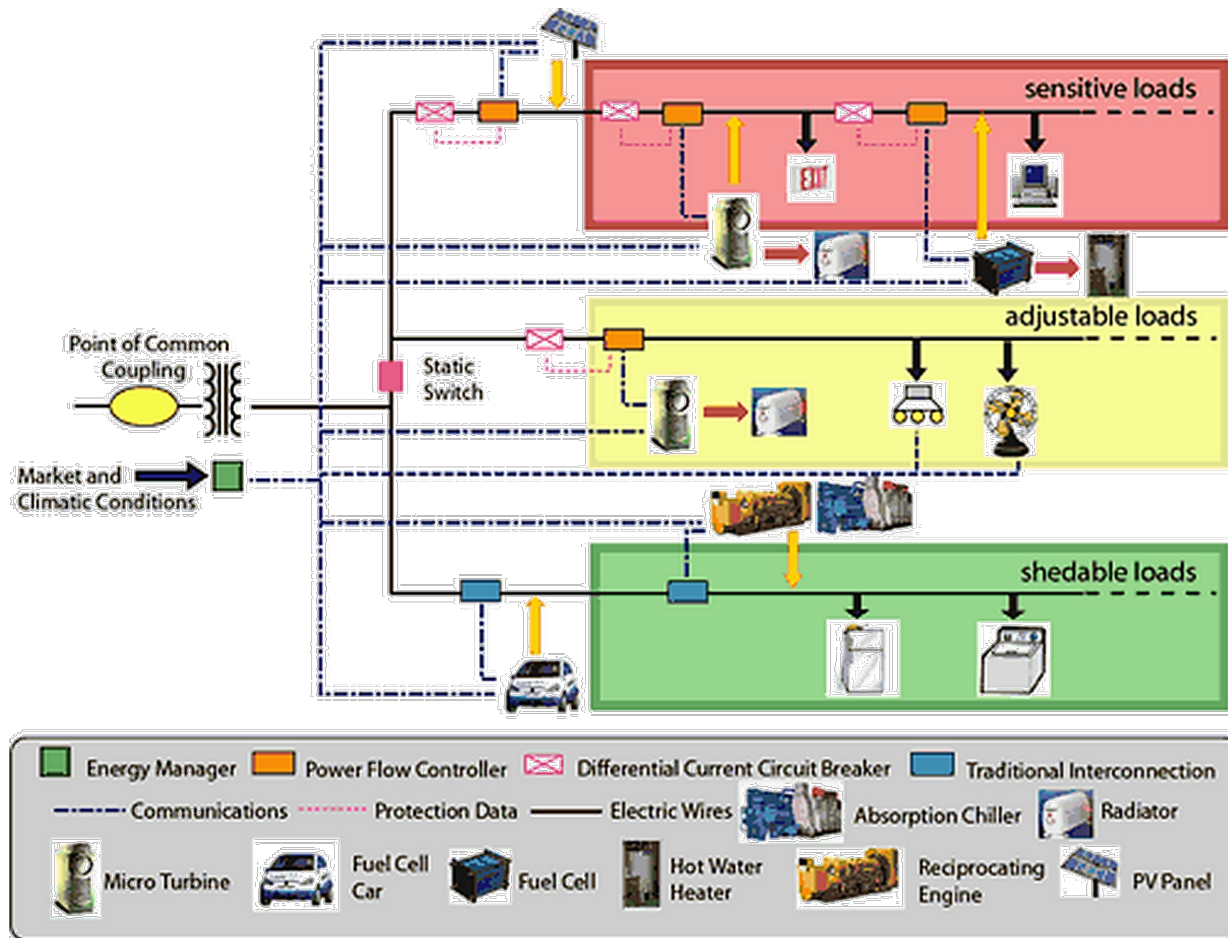 sensitive loads
EXIT
adjustable loads
Point of Common
Coupling
Static
Switch
Market and
Climatic Conditions
shedable loads
Energy Manager
Power Flow Controller
Differential Current Circuit Breaker
Traditional Interconnection
Communications
Protection Data
Electric Wires
Absorption Chiller
Radiator
Micro Turbine
Fuel Cell
Car
Fuel Cell
Hot Water
Heater
Reciprocating
Engine
PV Panel